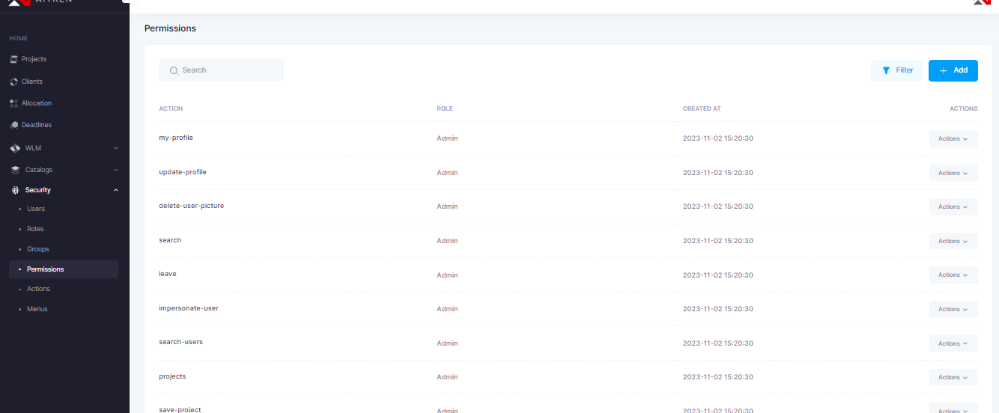 HOME
Projects
Clients
Allocation
Deadlines
WLM
Catalogs
Security
Users
Roles
Groups
Permissions
Actions
Menus
Permissions
Search
Filter
+ Add
ACTION ROLE CREATED AT ACTIONS
my-profile Admin 2023-11-02 15:20:30 Actions
update-profile Admin 2023-11-02 15:20:30 Actions
delete-user-picture Admin 2023-11-02 15:20:30 Actions
search Admin 2023-11-02 15:20:30 Actions
leave Admin 2023-11-02 15:20:30 Actions
impersonate-user Admin 2023-11-02 15:20:30 Actions
search-users Admin 2023-11-02 15:20:30 Actions
projects Admin 2023-11-02 15:20:30 Actions
save-project Admin 2023-11-02 15:20:30 Actions